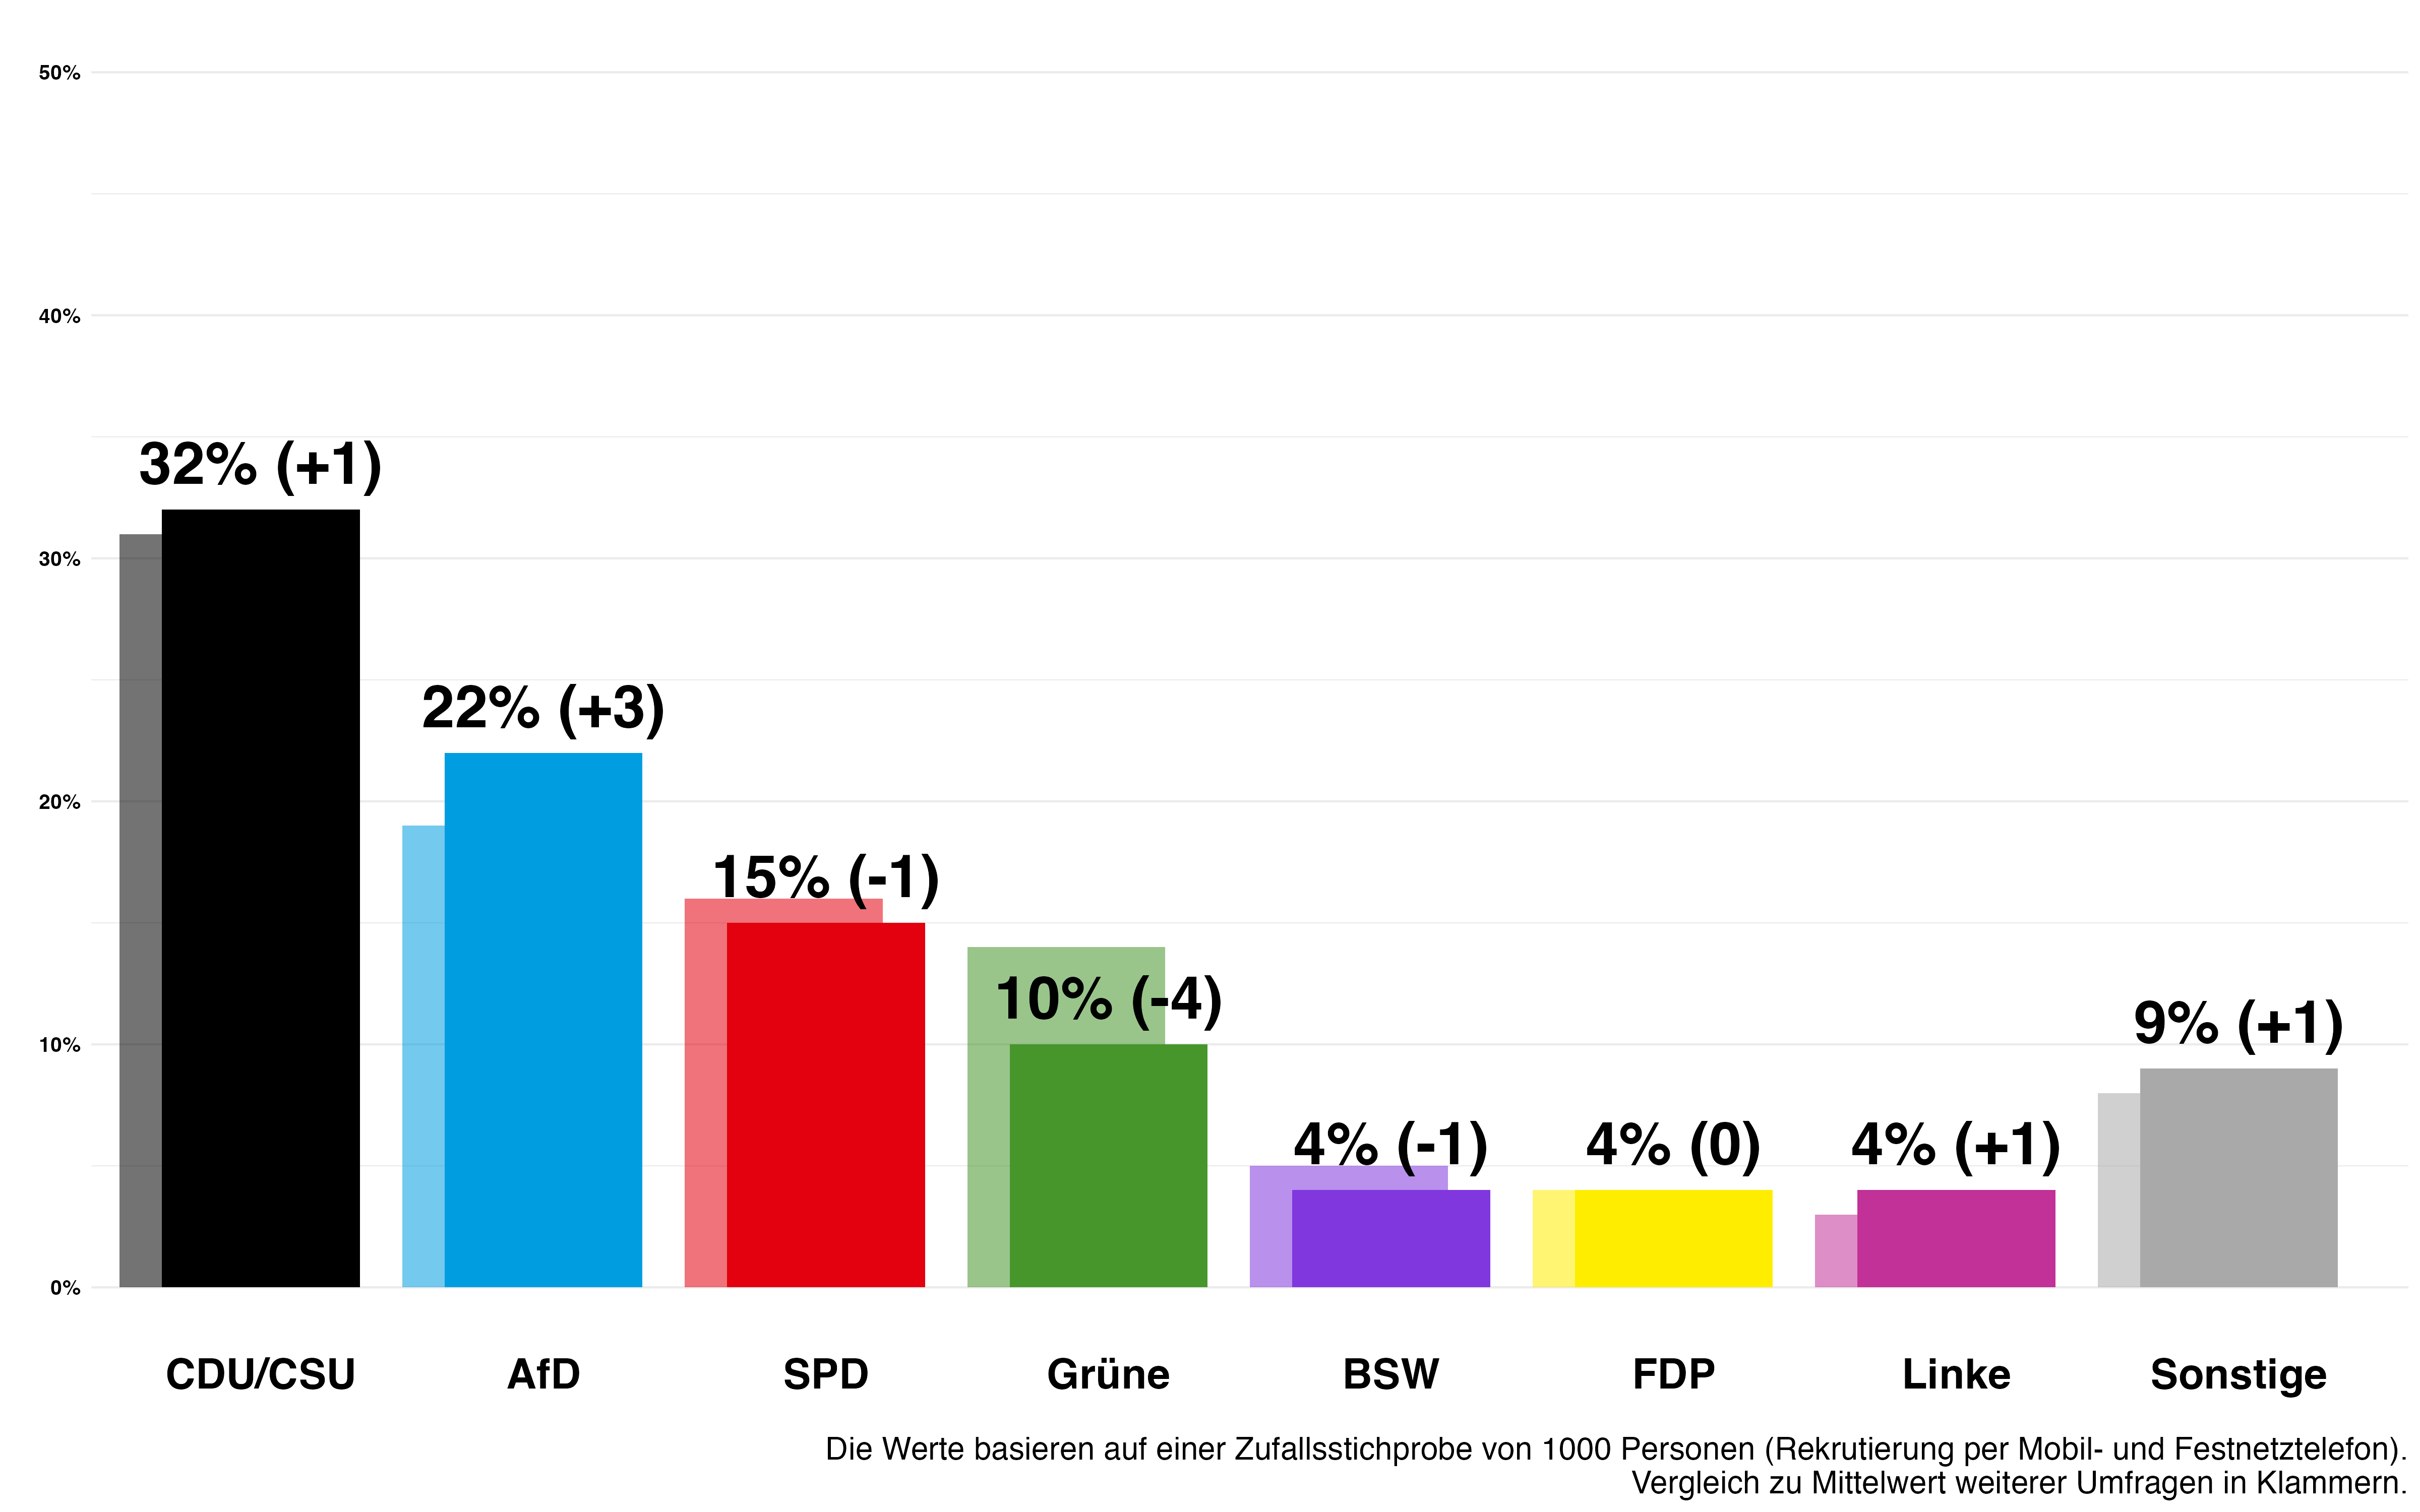 50%
40%
30%
20%
10%
0%
32% (+1)
22% (+3)
15% (-1)
10% (-4)
4% (-1)
4% (0)
4% (+1)
9% (+1)
CDU/CSU
AfD
SPD
Grüne
BSW
FDP
Linke
Sonstige
Die Werte basieren auf einer Zufallsstichprobe von 1000 Personen (Rekrutierung per Mobil- und Festnetztelefon).
Vergleich zu Mittelwert weiterer Umfragen in Klammern.